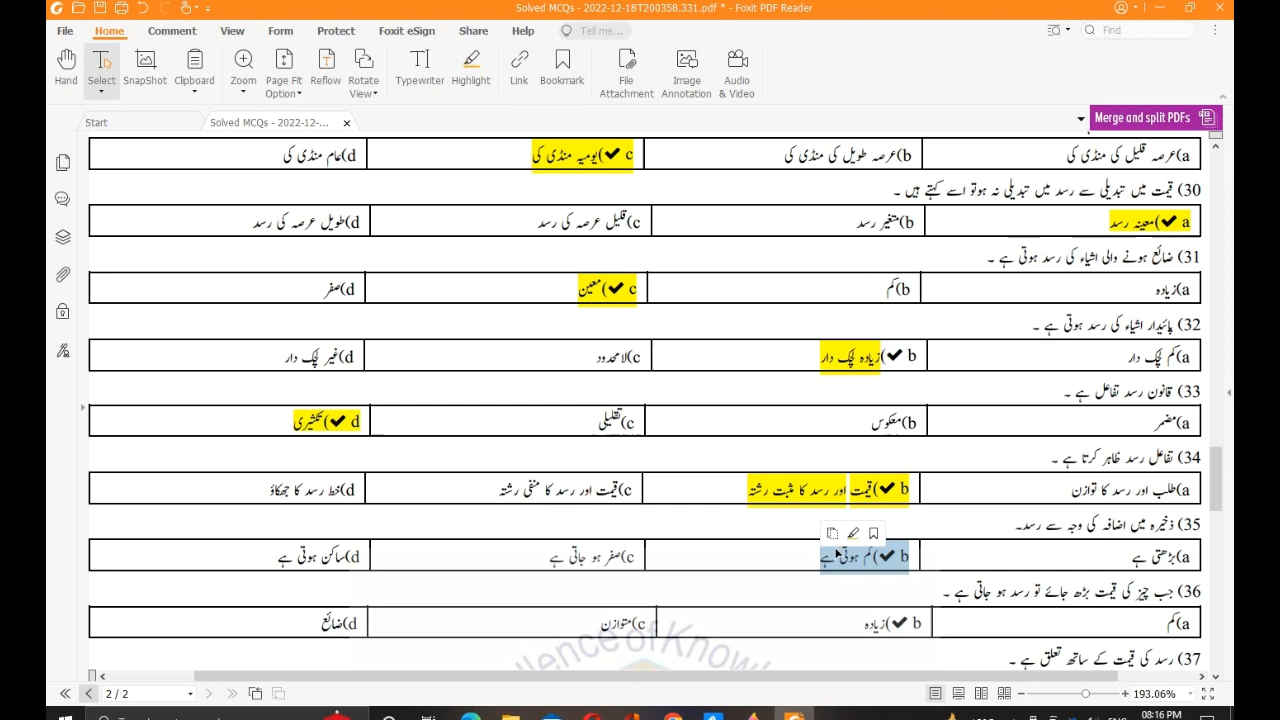 Solved MCQs - 2022-12-18T200358.331.pdf * - Foxit PDF Reader
File Home Comment View Form Protect Foxit eSign Share Help Tell me... Find
Hand Select SnapShot Clipboard Zoom Page Fit Option Reflow Rotate View Typewriter Highlight Link Bookmark File Attachment Image Annotation Audio & Video
Start Solved MCQs - 2022-12-... Merge and split PDFs
a)عرصہ قلیل کی منڈی کی b)عرصہ طویل کی منڈی کی c ✔)یومیہ منڈی کی d)عام منڈی کی
30) قیمت میں تبدیلی سے رسد میں تبدیلی نہ ہوتو اسے کہتے ہیں ۔
a ✔)معینہ رسد b)متغیر رسد c)قلیل عرصہ کی رسد d)طویل عرصہ کی رسد
31) ضائع ہونے والی اشیاء کی رسد ہوتی ہے ۔
a)زیادہ b)کم c ✔)معین d)صفر
32) پائیدار اشیاء کی رسد ہوتی ہے ۔
a)کم لچک دار b ✔)زیادہ لچک دار c)لامحدود d)غیر لچک دار
33) قانون رسد تفاعل ہے ۔
a)مضمر b)معکوس c)تقلیلی d ✔)تکثیری
34) تفاعل رسد ظاہر کرتا ہے ۔
a)طلب اور رسد کا توازن b ✔)قیمت اور رسد کا مثبت رشتہ c)قیمت اور رسد کا منفی رشتہ d)خط رسد کا جھکاؤ
35) ذخیرہ میں اضافہ کی وجہ سے رسد۔
a)بڑھتی ہے b ✔)کم ہوتی ہے c)صفر ہو جاتی ہے d)ساکن ہوتی ہے
36) جب چیز کی قیمت بڑھ جائے تو رسد ہو جاتی ہے ۔
a)کم b ✔)زیادہ c)متوازن d)ضائع
37) رسد کی قیمت کے ساتھ تعلق ہے ۔
2 / 2 193.06%
08:16 PM